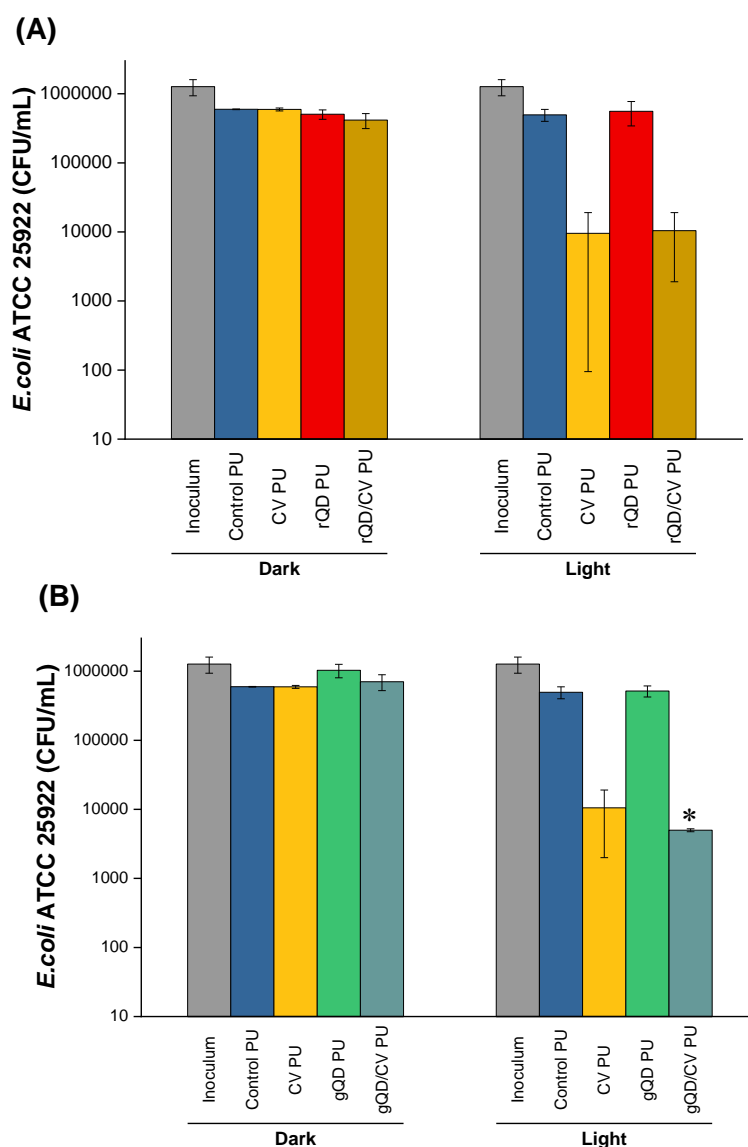 (A)
E.coli ATCC 25922 (CFU/mL)
1000000
100000
10000
1000
100
10
Inoculum
Control PU
CV PU
rQD PU
rQD/CV PU
Inoculum
Control PU
CV PU
rQD PU
rQD/CV PU
Dark
Light
(B)
E.coli ATCC 25922 (CFU/mL)
1000000
100000
10000
1000
100
10
*
Inoculum
Control PU
CV PU
gQD PU
gQD/CV PU
Inoculum
Control PU
CV PU
gQD PU
gQD/CV PU
Dark
Light